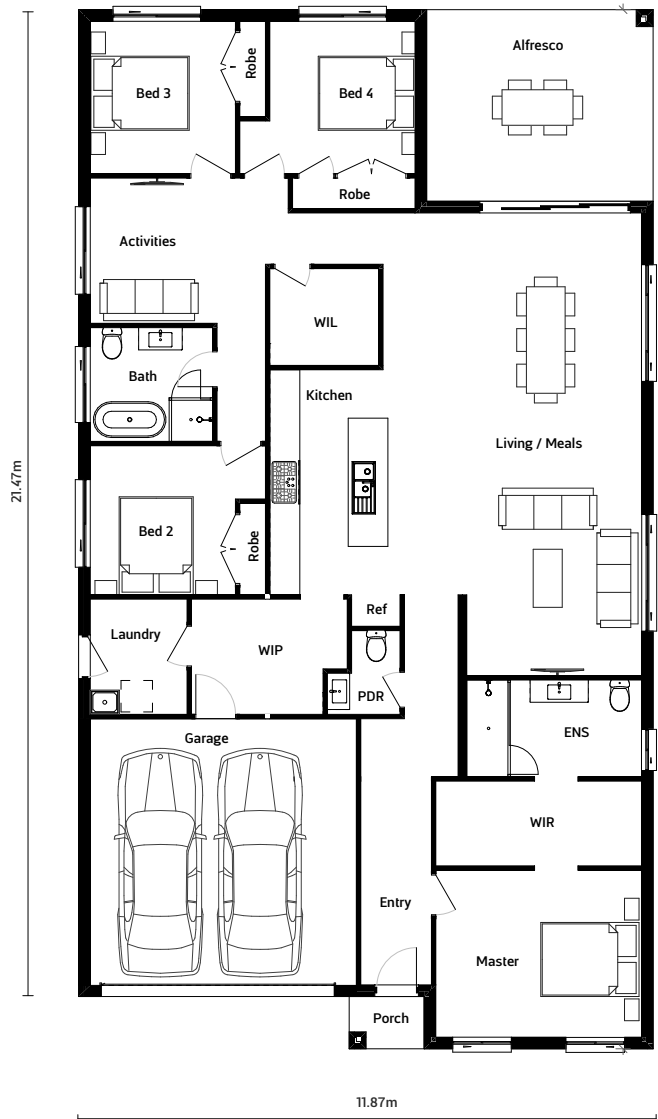 Alfresco
Bed 3
Robe
Bed 4
Robe
Activities
WIL
Bath
Kitchen
Living / Meals
21.47m
Bed 2
Robe
Ref
Laundry
WIP
PDR
ENS
Garage
WIR
Entry
Master
Porch
11.87m